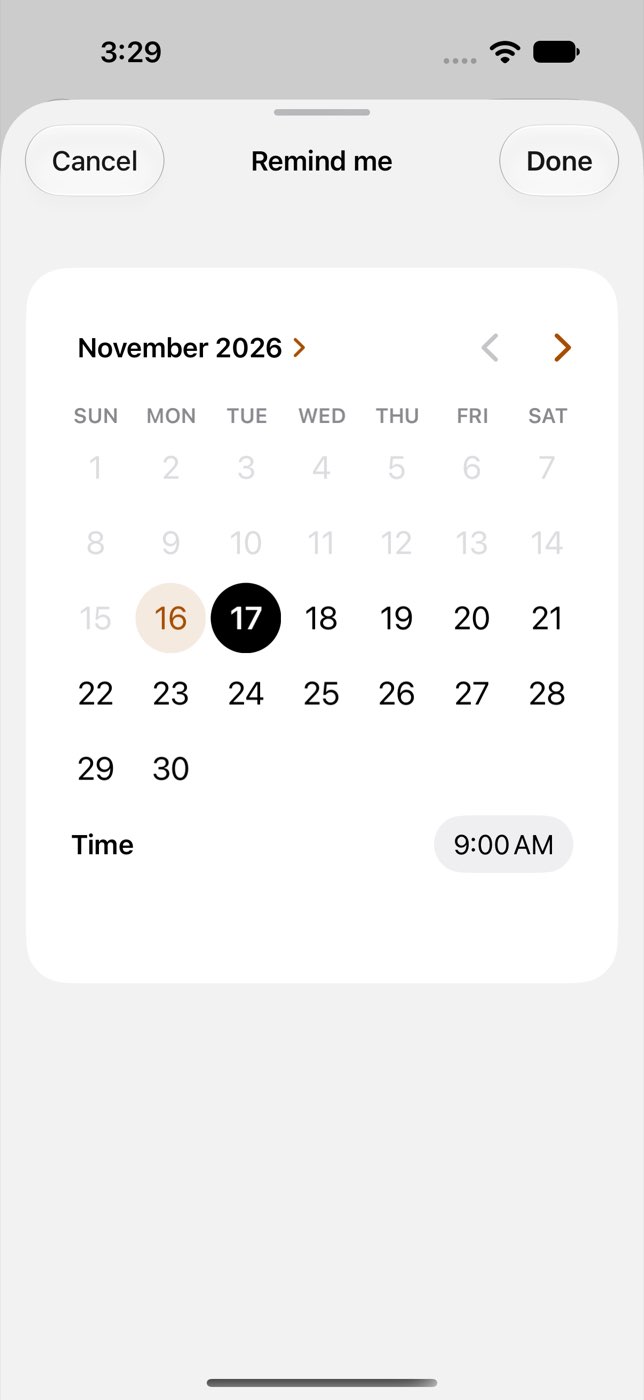 3:29
Cancel Remind me Done
November 2026
SUN MON TUE WED THU FRI SAT
1 2 3 4 5 6 7
8 9 10 11 12 13 14
15 16 17 18 19 20 21
22 23 24 25 26 27 28
29 30
Time 9:00 AM